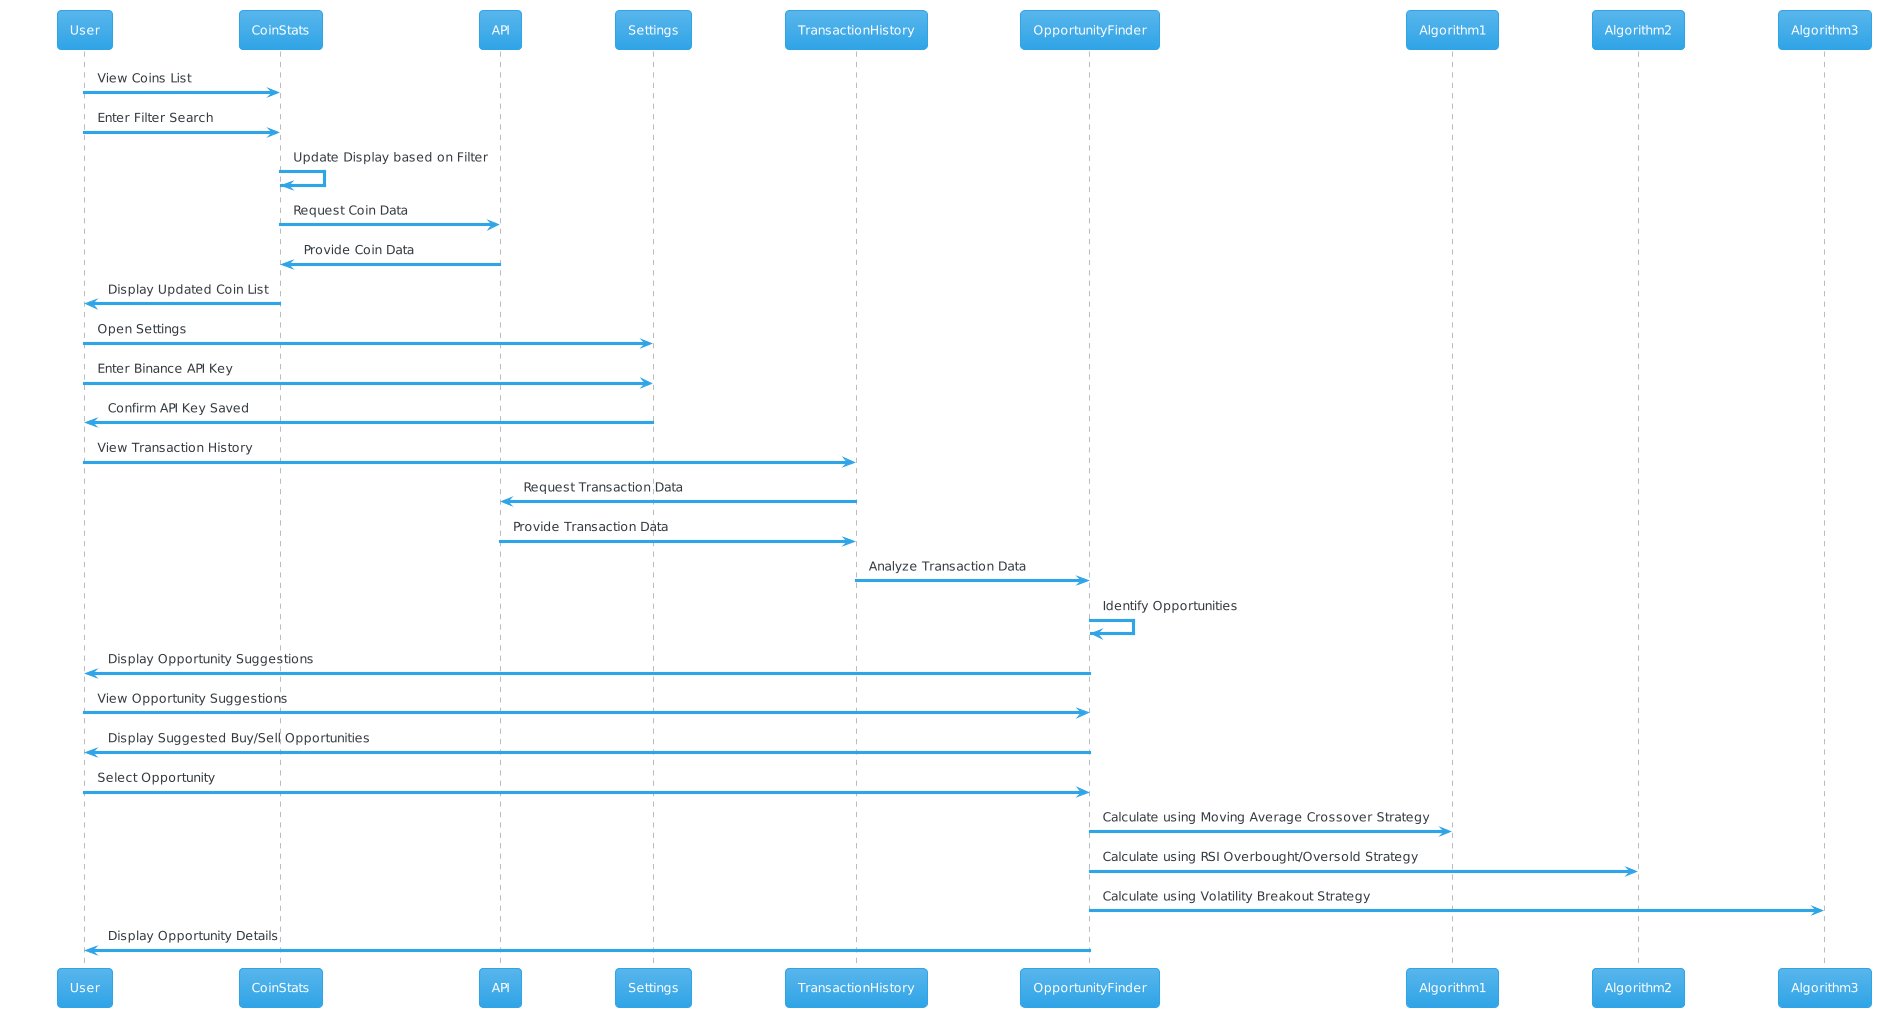 User
CoinStats
API
Settings
TransactionHistory
OpportunityFinder
Algorithm1
Algorithm2
Algorithm3
View Coins List
Enter Filter Search
Update Display based on Filter
Request Coin Data
Provide Coin Data
Display Updated Coin List
Open Settings
Enter Binance API Key
Confirm API Key Saved
View Transaction History
Request Transaction Data
Provide Transaction Data
Analyze Transaction Data
Identify Opportunities
Display Opportunity Suggestions
View Opportunity Suggestions
Display Suggested Buy/Sell Opportunities
Select Opportunity
Calculate using Moving Average Crossover Strategy
Calculate using RSI Overbought/Oversold Strategy
Calculate using Volatility Breakout Strategy
Display Opportunity Details
User
CoinStats
API
Settings
TransactionHistory
OpportunityFinder
Algorithm1
Algorithm2
Algorithm3